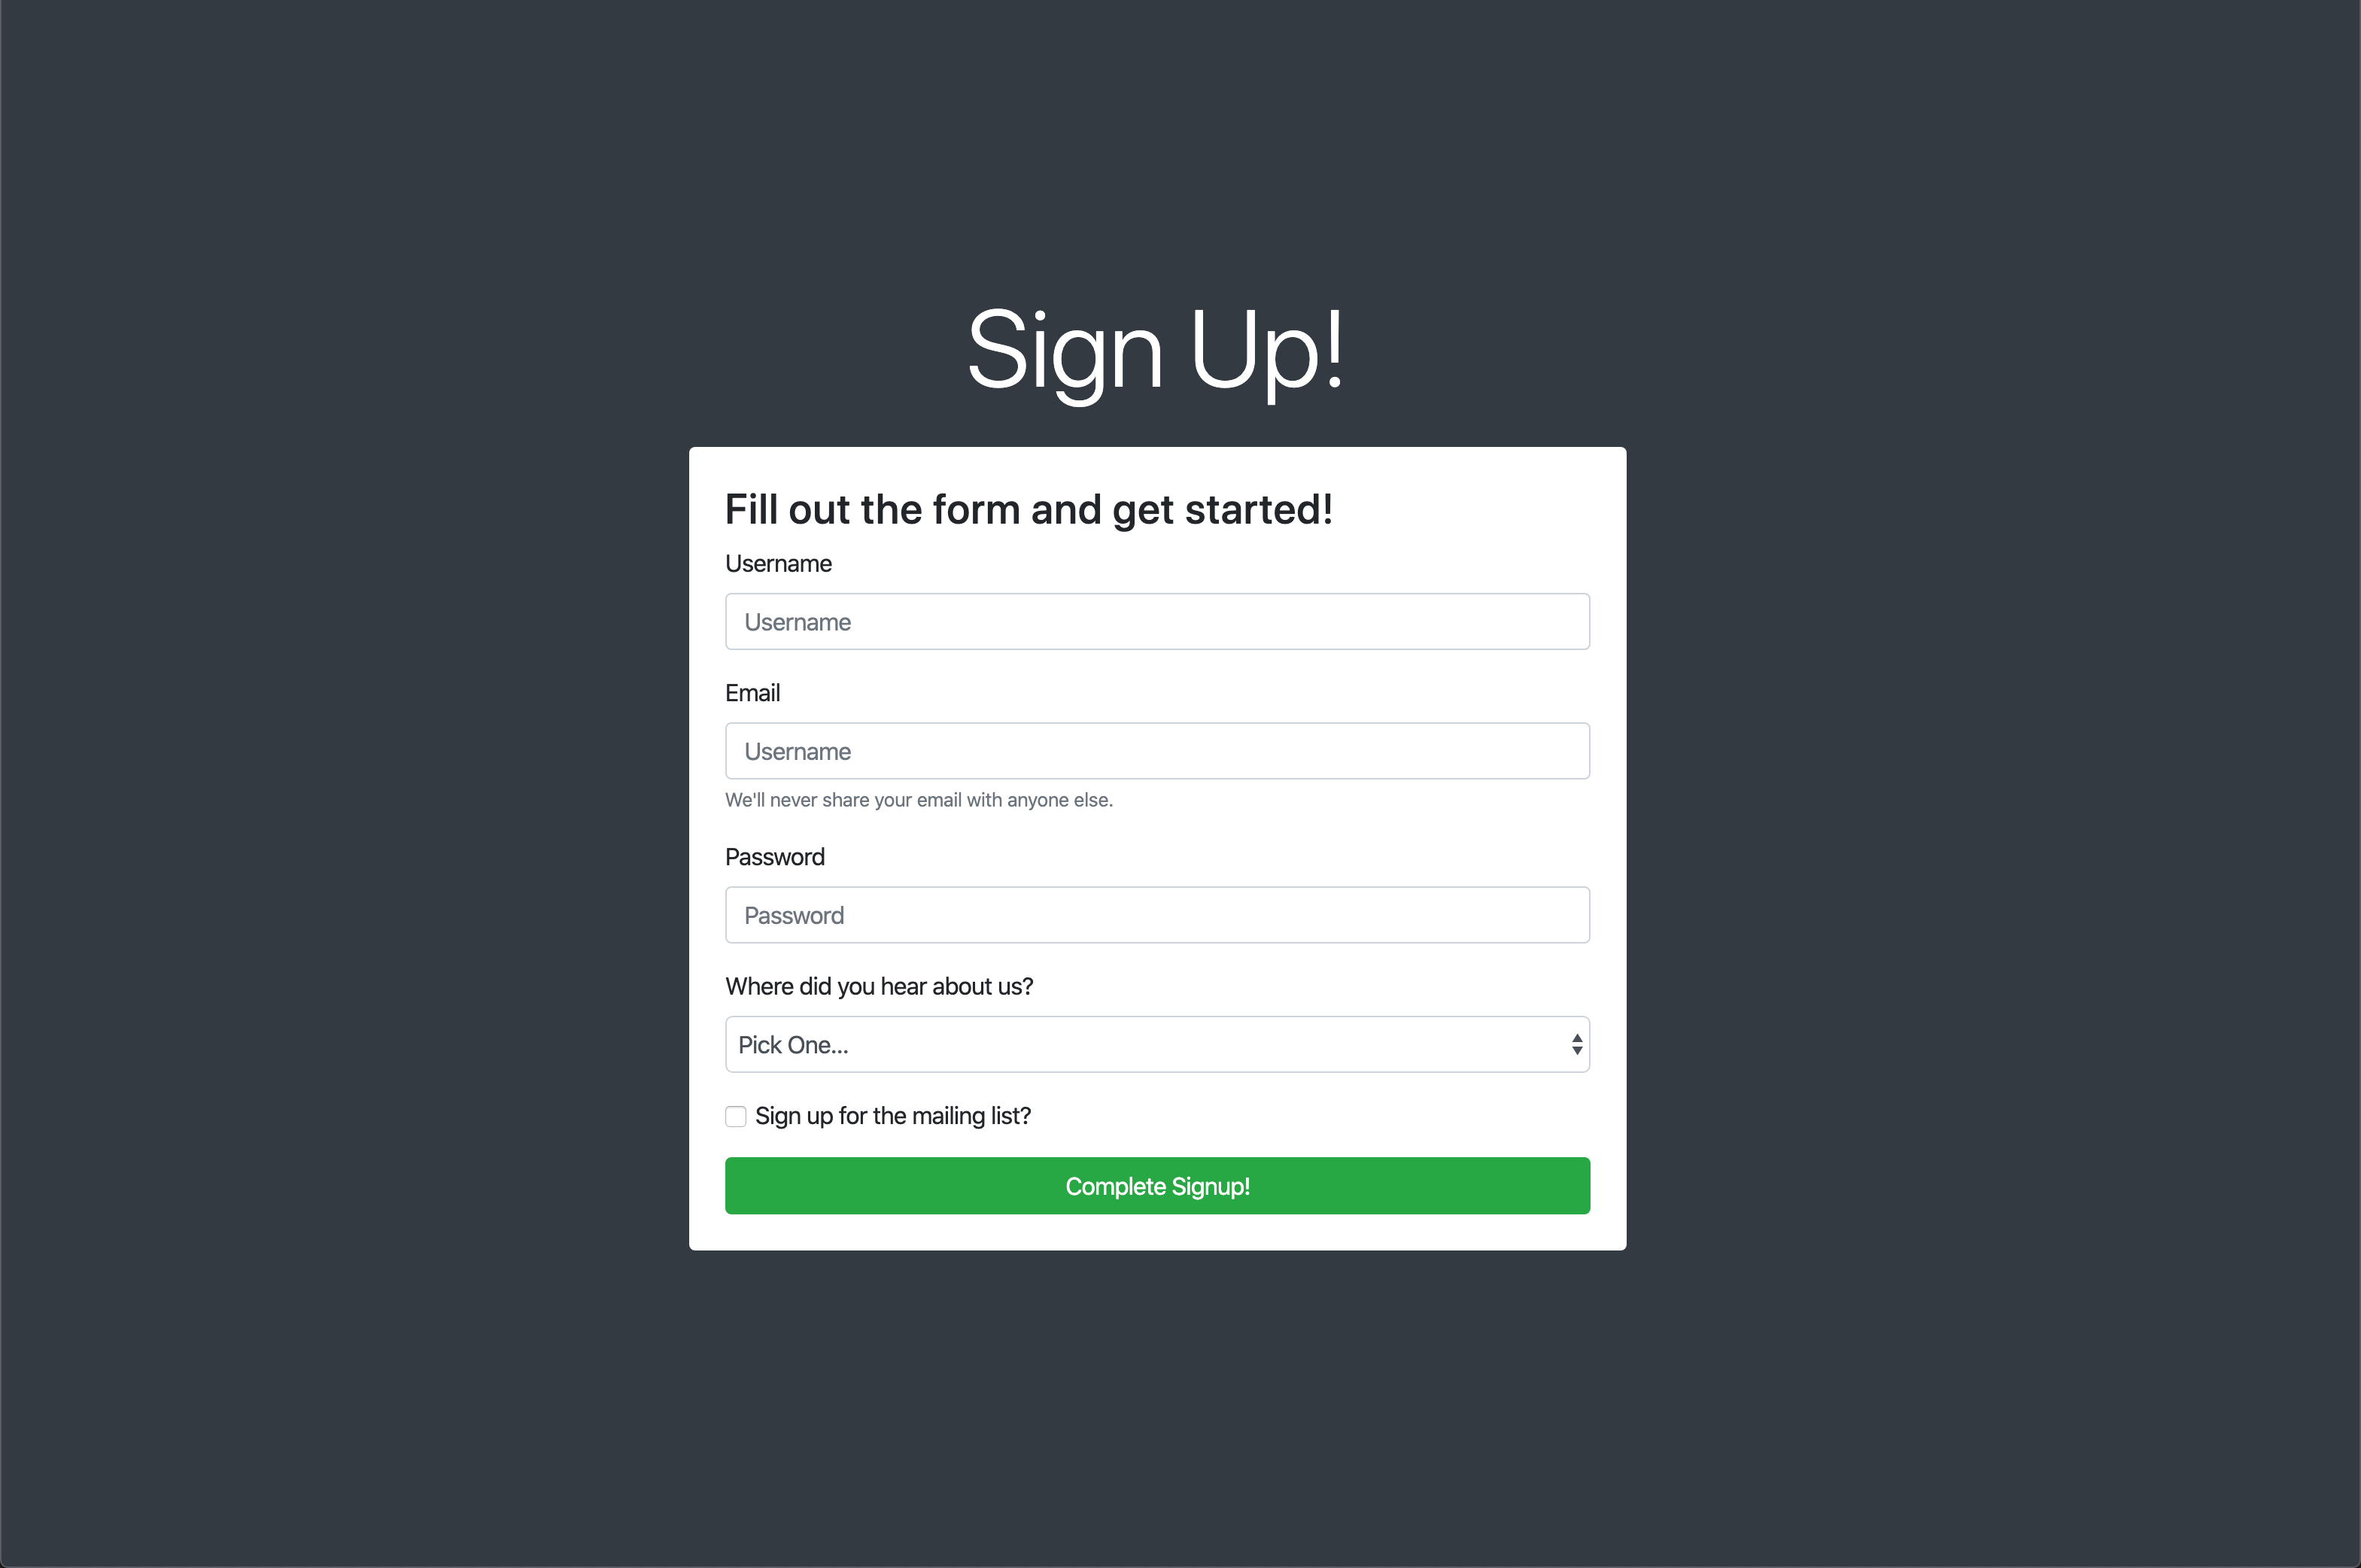 Sign Up!
Fill out the form and get started!
Username
Username
Email
Username
We'll never share your email with anyone else.
Password
Password
Where did you hear about us?
Pick One...
Sign up for the mailing list?
Complete Signup!